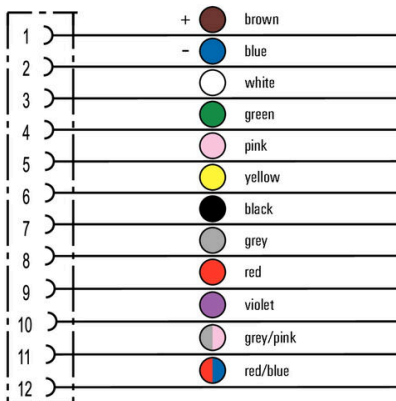 + brown
1
- blue
2
white
3
green
4
pink
5
yellow
6
black
7
grey
8
red
9
violet
10
grey/pink
11
red/blue
12